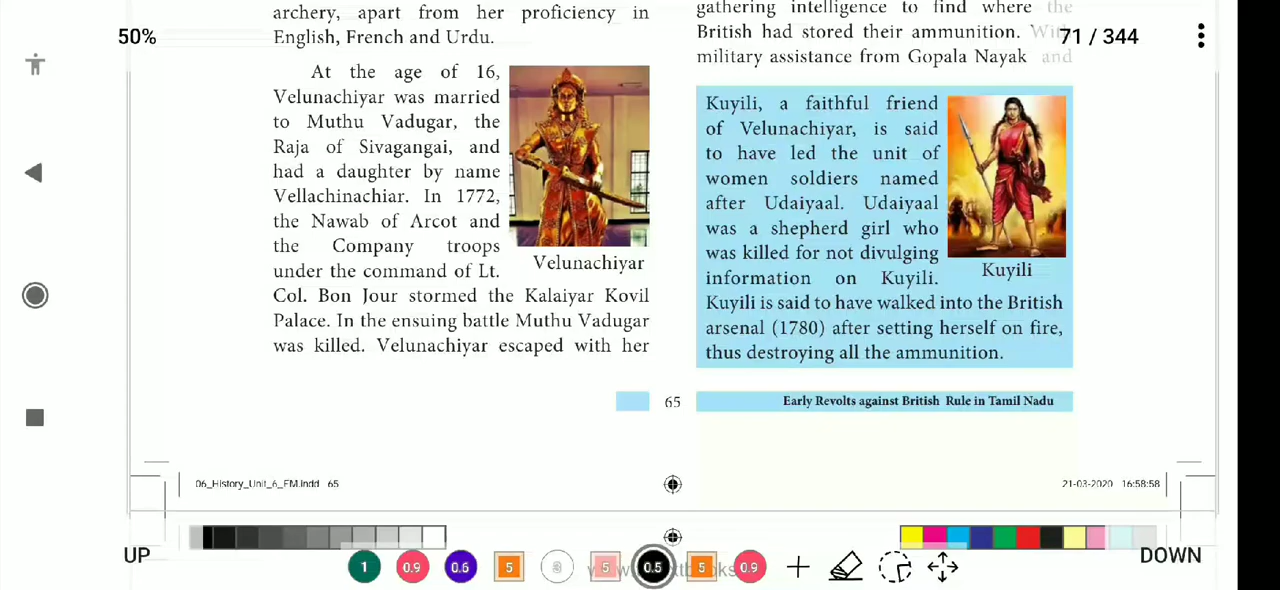 50%
71 / 344
archery, apart from her proficiency in
English, French and Urdu.
At the age of 16,
Velunachiyar was married
to Muthu Vadugar, the
Raja of Sivagangai, and
had a daughter by name
Vellachinachiar. In 1772,
the Nawab of Arcot and
the Company troops
under the command of Lt.
Col. Bon Jour stormed the Kalaiyar Kovil
Palace. In the ensuing battle Muthu Vadugar
was killed. Velunachiyar escaped with her
Velunachiyar
gathering intelligence to find where the
British had stored their ammunition. With
military assistance from Gopala Nayak and
Kuyili, a faithful friend
of Velunachiyar, is said
to have led the unit of
women soldiers named
after Udaiyaal. Udaiyaal
was a shepherd girl who
was killed for not divulging
information on Kuyili.
Kuyili is said to have walked into the British
arsenal (1780) after setting herself on fire,
thus destroying all the ammunition.
Kuyili
65
Early Revolts against British Rule in Tamil Nadu
06_History_Unit_6_EM.indd 65
21-03-2020 16:58:58
UP
1
0.9
0.6
5
3
5
0.5
5
0.9
DOWN